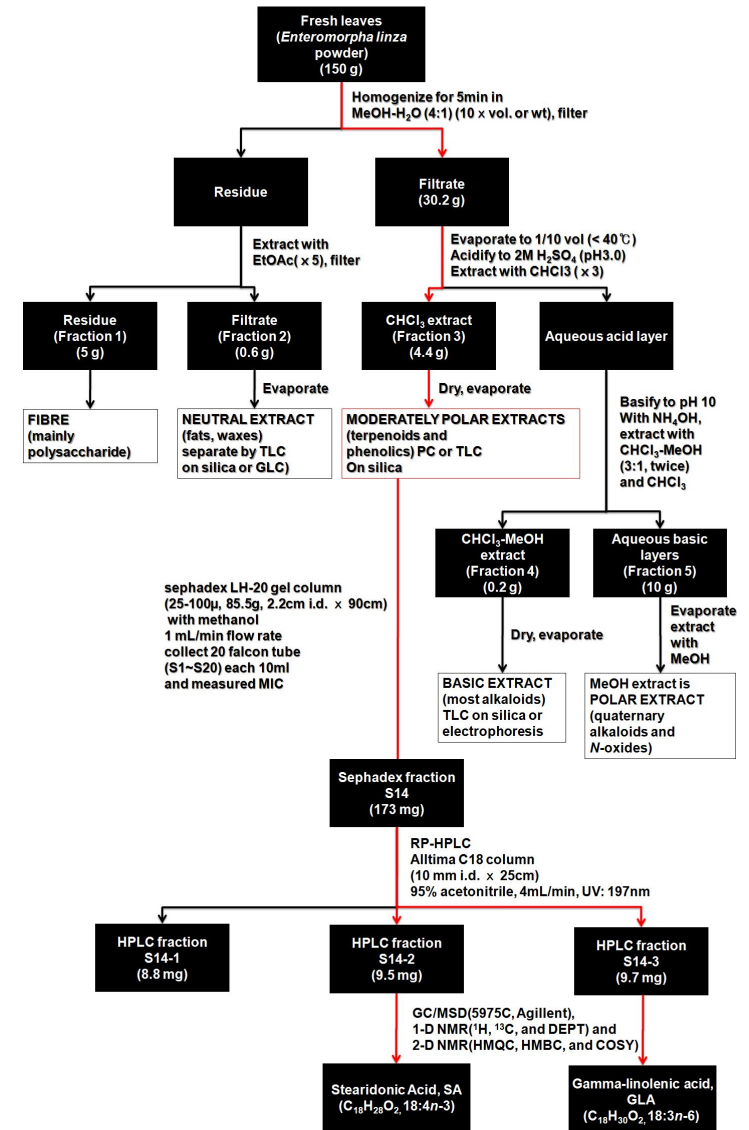 Fresh leaves
(Enteromorpha linza
powder)
(150 g)
Homogenize for 5min in
MeOH-H₂O (4:1) (10 x vol. or wt), filter
Residue
Filtrate
(30.2 g)
Extract with
EtOAc( x 5), filter
Evaporate to 1/10 vol (< 40℃)
Acidify to 2M H₂SO₄ (pH3.0)
Extract with CHCl3 ( x 3)
Residue
(Fraction 1)
(5 g)
Filtrate
(Fraction 2)
(0.6 g)
CHCl₃ extract
(Fraction 3)
(4.4 g)
Aqueous acid layer
Evaporate
Dry, evaporate
FIBRE
(mainly
polysaccharide)
NEUTRAL EXTRACT
(fats, waxes)
separate by TLC
on silica or GLC)
MODERATELY POLAR EXTRACTS
(terpenoids and
phenolics) PC or TLC
On silica
Basify to pH 10
With NH₄OH,
extract with
CHCl₃-MeOH
(3:1, twice)
and CHCl₃
CHCl₃-MeOH
extract
(Fraction 4)
(0.2 g)
Aqueous basic
layers
(Fraction 5)
(10 g)
sephadex LH-20 gel column
(25-100µ, 85.5g, 2.2cm i.d. x 90cm)
with methanol
1 mL/min flow rate
collect 20 falcon tube
(S1~S20) each 10ml
and measured MIC
Dry, evaporate
Evaporate
extract
with
MeOH
BASIC EXTRACT
(most alkaloids)
TLC on silica or
electrophoresis
MeOH extract is
POLAR EXTRACT
(quaternary
alkaloids and
N-oxides)
Sephadex fraction
S14
(173 mg)
RP-HPLC
Alltima C18 column
(10 mm i.d. x 25cm)
95% acetonitrile, 4mL/min, UV: 197nm
HPLC fraction
S14-1
(8.8 mg)
HPLC fraction
S14-2
(9.5 mg)
HPLC fraction
S14-3
(9.7 mg)
GC/MSD(5975C, Agillent),
1-D NMR(¹H, ¹³C, and DEPT) and
2-D NMR(HMQC, HMBC, and COSY)
Stearidonic Acid, SA
(C₁₈H₂₈O₂, 18:4n-3)
Gamma-linolenic acid,
GLA
(C₁₈H₃₀O₂, 18:3n-6)